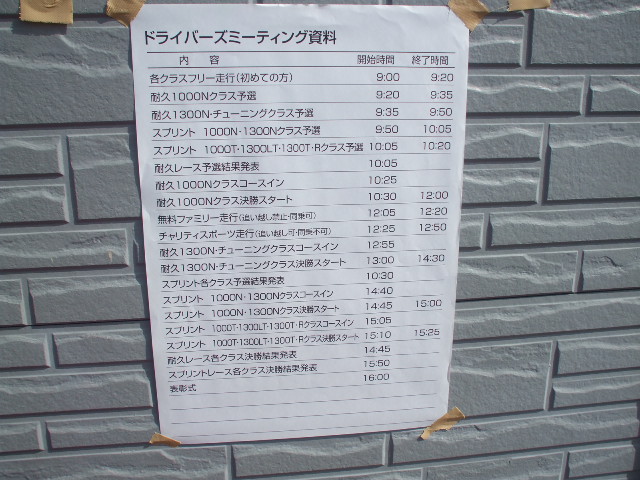 ドライバーズミーティング資料
内 容 開始時間 終了時間
各クラスフリー走行(初めての方) 9:00 9:20
耐久1000Nクラス予選 9:20 9:35
耐久1300N・チューニングクラス予選 9:35 9:50
スプリント 1000N・1300Nクラス予選 9:50 10:05
スプリント 1000T・1300LT・1300T・Rクラス予選 10:05 10:20
耐久レース予選結果発表 10:05
耐久1000Nクラスコースイン 10:25
耐久1000Nクラス決勝スタート 10:30 12:00
無料ファミリー走行(追い越し禁止・同乗可) 12:05 12:20
チャリティスポーツ走行(追い越し可・同乗不可) 12:25 12:50
耐久1300N・チューニングクラスコースイン 12:55
耐久1300N・チューニングクラス決勝スタート 13:00 14:30
スプリント各クラス予選結果発表 10:30
スプリント 1000N・1300Nクラスコースイン 14:40
スプリント 1000N・1300Nクラス決勝スタート 14:45 15:00
スプリント 1000T・1300LT・1300T・Rクラスコースイン 15:05
スプリント 1000T・1300LT・1300T・Rクラス決勝スタート 15:10 15:25
耐久レース各クラス決勝結果発表 14:45
スプリントレース各クラス決勝結果発表 15:50
表彰式 16:00